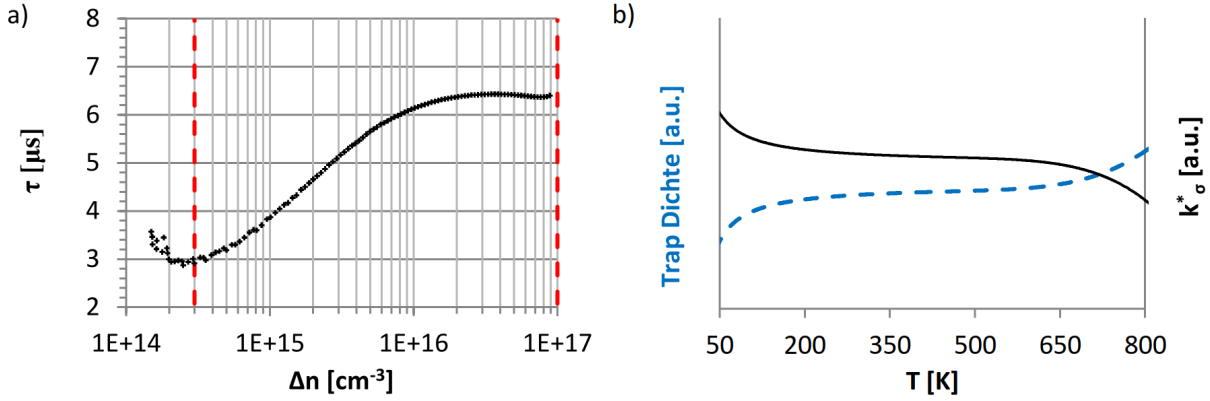 a)
8
7
6
5
4
3
2
τ [μs]
1E+14 1E+15 1E+16 1E+17
Δn [cm⁻³]
b)
Trap Dichte [a.u.]
k*σ [a.u.]
50 200 350 500 650 800
T [K]